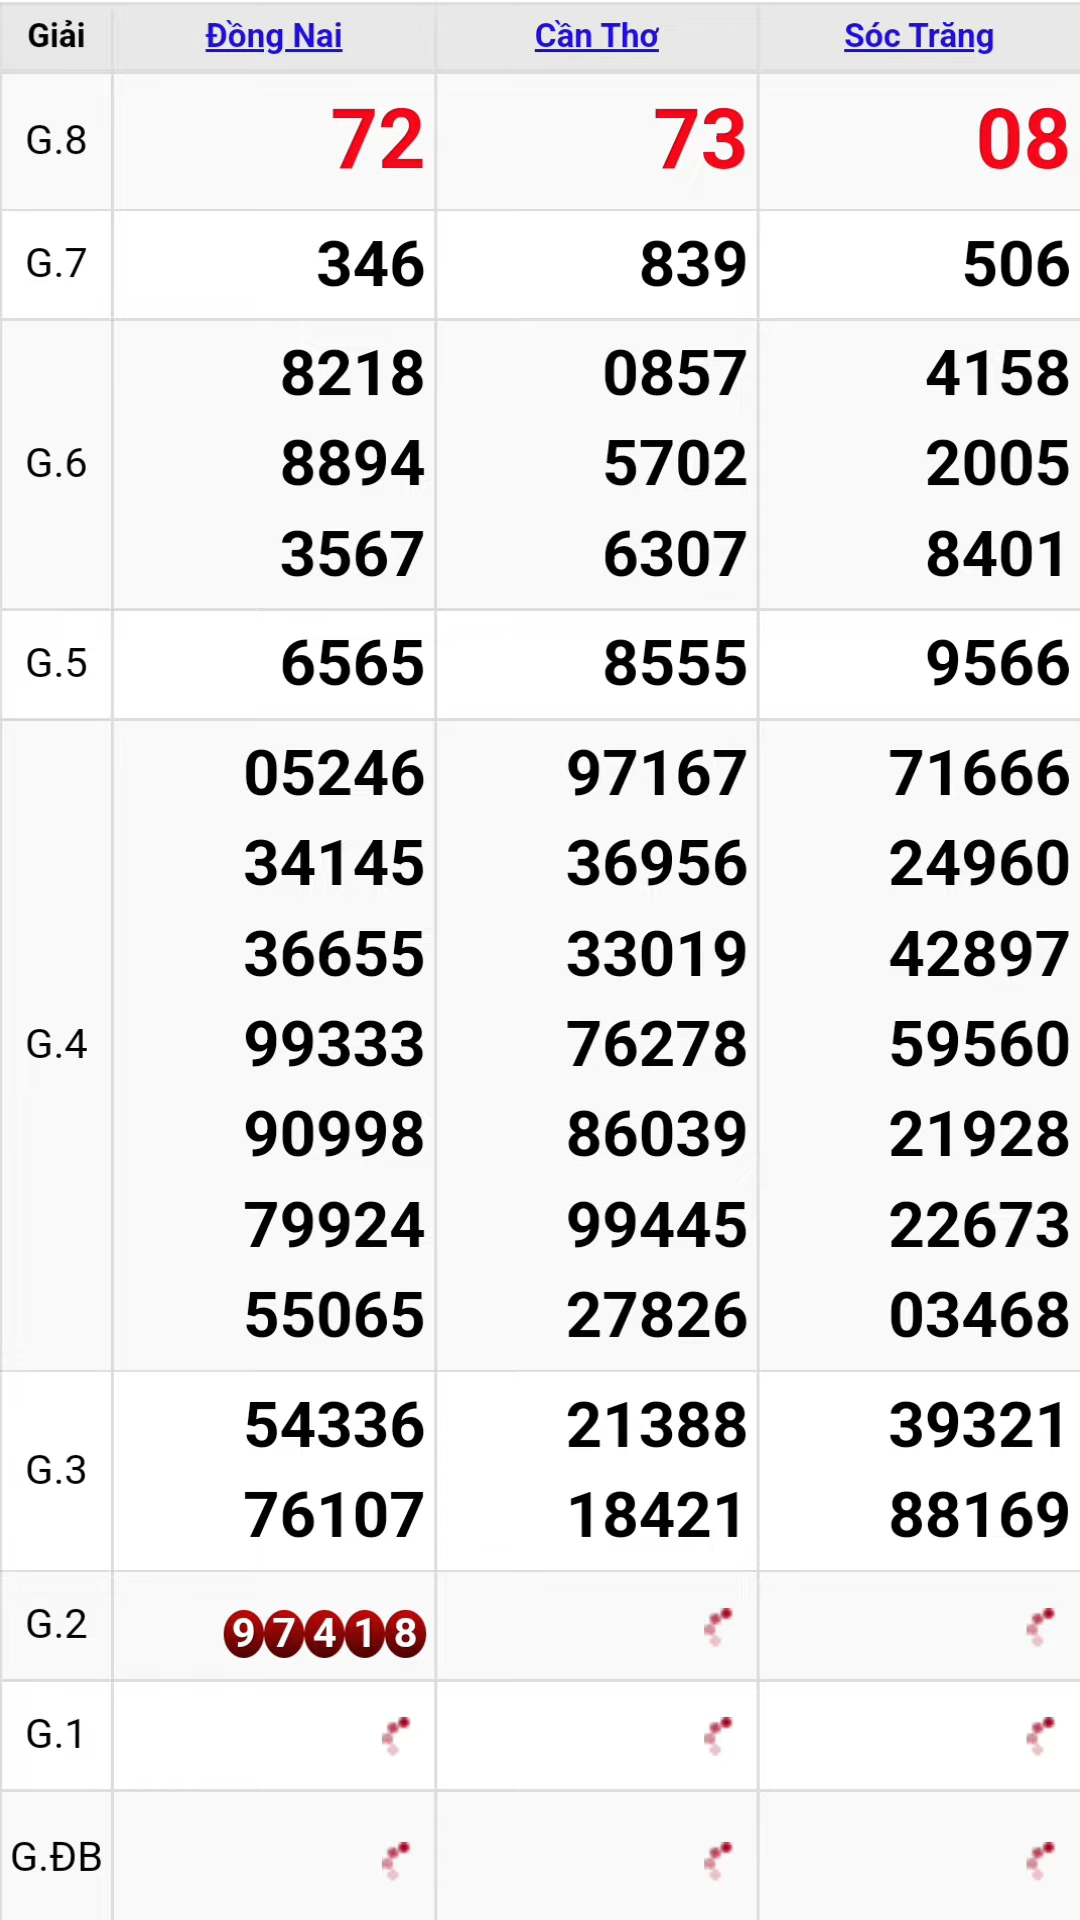 Giải Đồng Nai Cần Thơ Sóc Trăng
G.8 72 73 08
G.7 346 839 506
8218 0857 4158
G.6 8894 5702 2005
3567 6307 8401
G.5 6565 8555 9566
05246 97167 71666
34145 36956 24960
36655 33019 42897
G.4 99333 76278 59560
90998 86039 21928
79924 99445 22673
55065 27826 03468
54336 21388 39321
G.3
76107 18421 88169
G.2 97418
G.1
G.ĐB